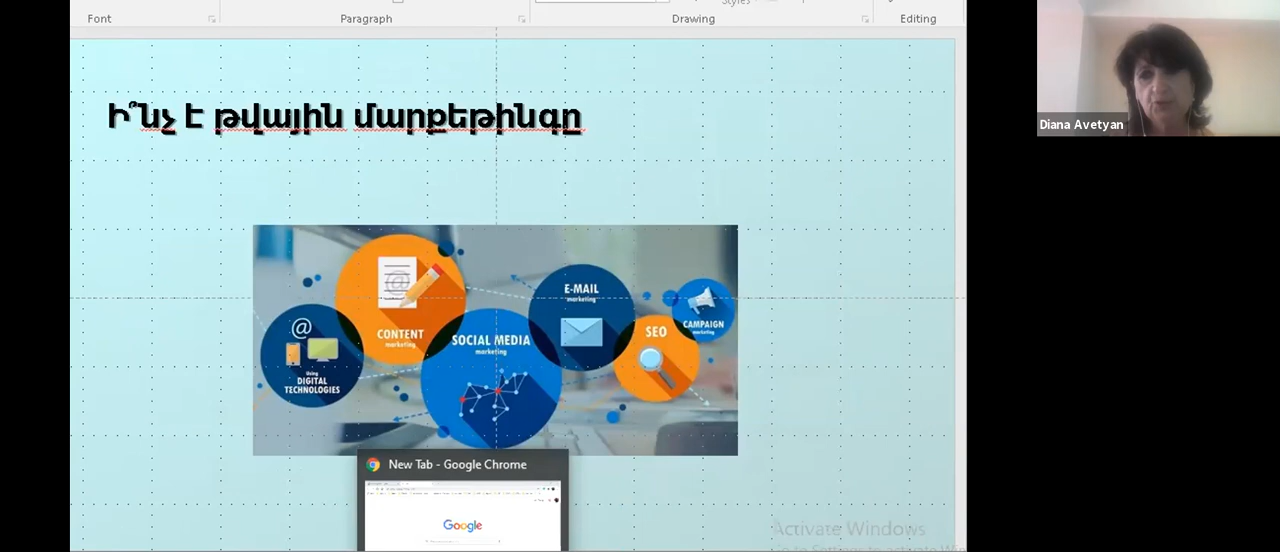 Font
Paragraph
Drawing
Editing
Diana Avetyan
Ի՞նչ է թվային մարքեթինգը
CONTENT
marketing
E-MAIL
marketing
SOCIAL MEDIA
marketing
SEO
CAMPAIGN
marketing
Using
DIGITAL
TECHNOLOGIES
New Tab - Google Chrome
Google
Activate Windows